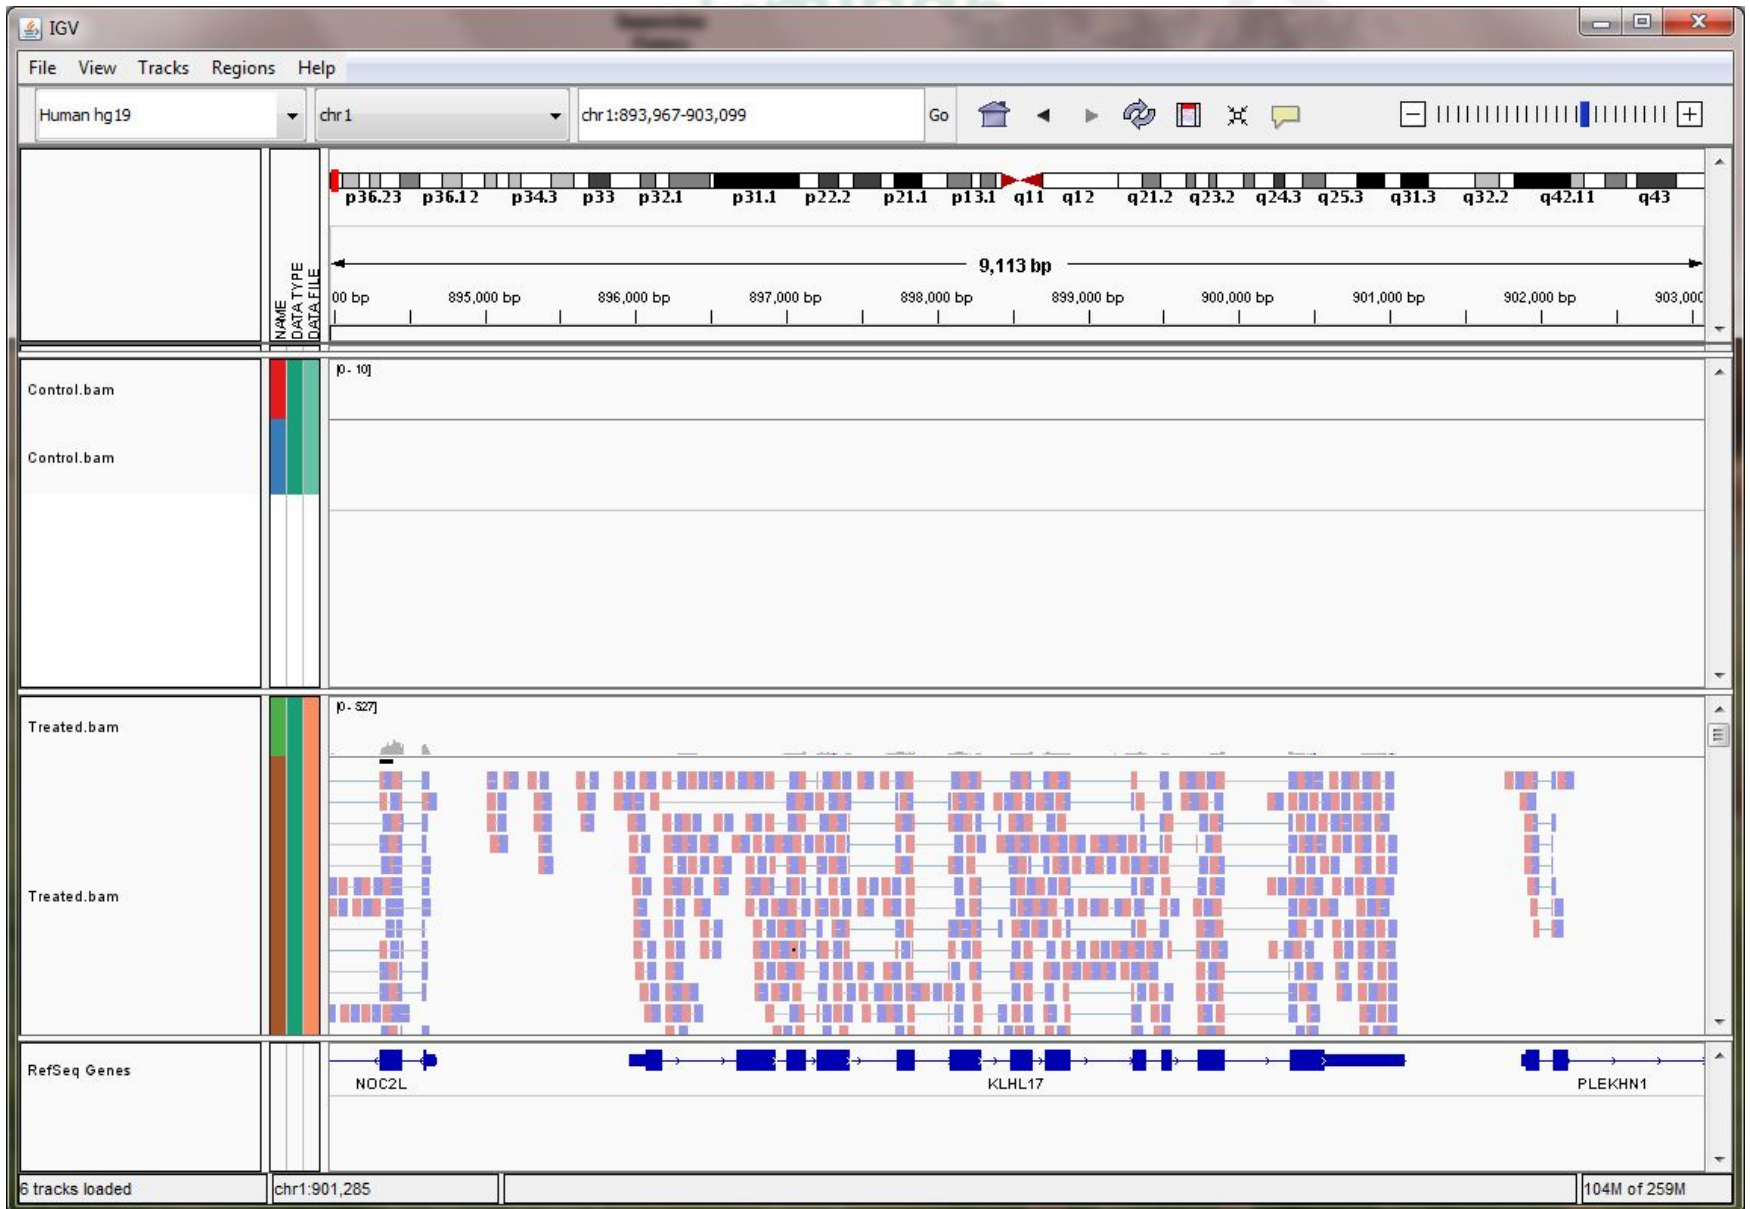 IGV
File View Tracks Regions Help
Human hg19 chr1 chr1:893,967-903,099 Go
p36.23 p36.12 p34.3 p33 p32.1 p31.1 p22.2 p21.1 p13.1 q11 q12 q21.2 q23.2 q24.3 q25.3 q31.3 q32.2 q42.11 q43
9,113 bp
NAME
DATA TYPE
DATA FILE
00 bp 895,000 bp 896,000 bp 897,000 bp 898,000 bp 899,000 bp 900,000 bp 901,000 bp 902,000 bp 903,000
[0 - 10]
Control.bam
Control.bam
[0 - 527]
Treated.bam
Treated.bam
RefSeq Genes
NOC2L KLHL17 PLEKHN1
6 tracks loaded chr1:901,285 104M of 259M